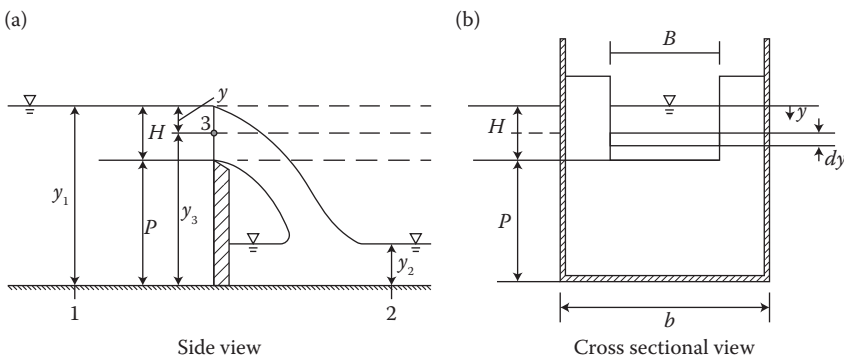 (a)
y
H
3
y₁
P
y₃
y₂
1
2
Side view
(b)
B
H
y
dy
P
b
Cross sectional view